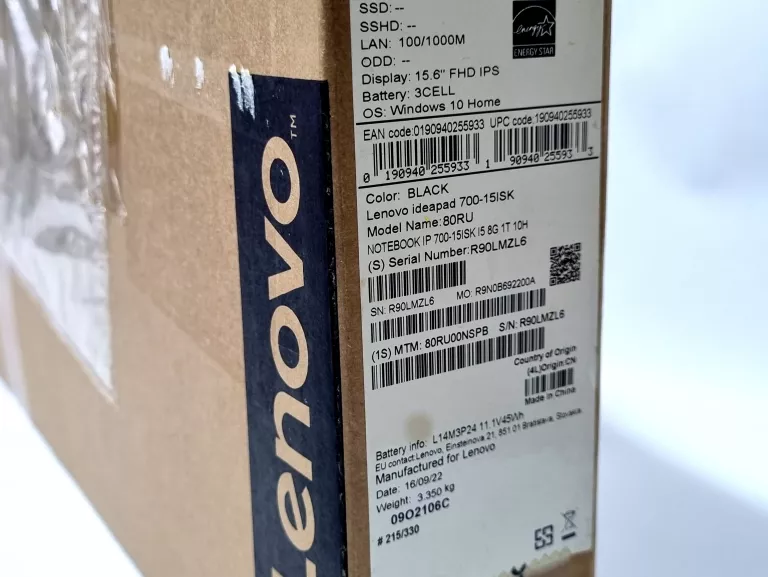 SSD: --
SSHD: --
LAN: 100/1000M
ODD: --
Display: 15.6" FHD IPS
Battery: 3CELL
OS: Windows 10 Home
energy
ENERGY STAR
EAN code:0190940255933 UPC code:190940255933
0 190940 255933 1 90940 25593 3
Color: BLACK
Lenovo ideapad 700-15ISK
Model Name:80RU
NOTEBOOK IP 700-15ISK I5 8G 1T 10H
(S) Serial Number:R90LMZL6
SN: R90LMZL6 MO: R9N0B692200A
(1S) MTM: 80RU00NSPB S/N: R90LMZL6
Country of Origin
(4L)Origin:CN
Made in China
Battery info: L14M3P24 11.1V45Wh
EU contact:Lenovo, Einsteinova 21, 851 01 Bratislava, Slovakia.
Manufactured for Lenovo
Date: 16/09/22
Weight: 3.350 kg
09O2106C
# 215/330
Lenovo™